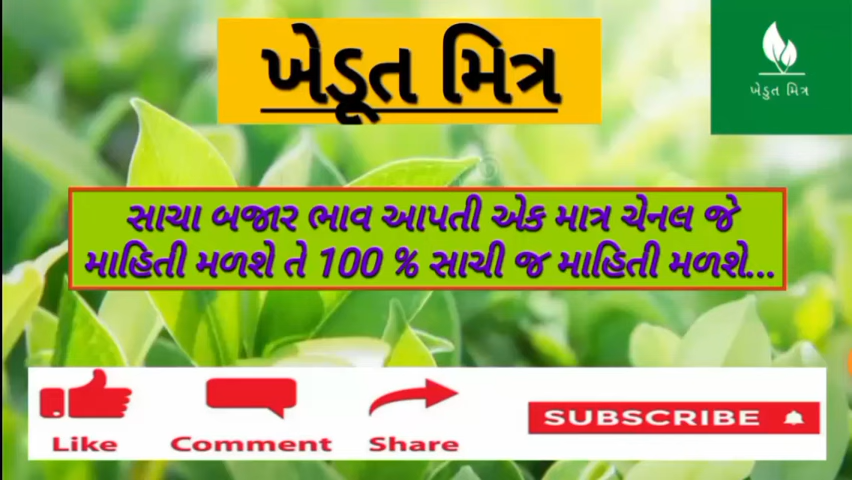 ખેડૂત મિત્ર
ખેડુત મિત્ર
સાચા બજાર ભાવ આપતી એક માત્ર ચેનલ જે
માહિતી મળશે તે 100 % સાચી જ માહિતી મળશે...
Like Comment Share SUBSCRIBE